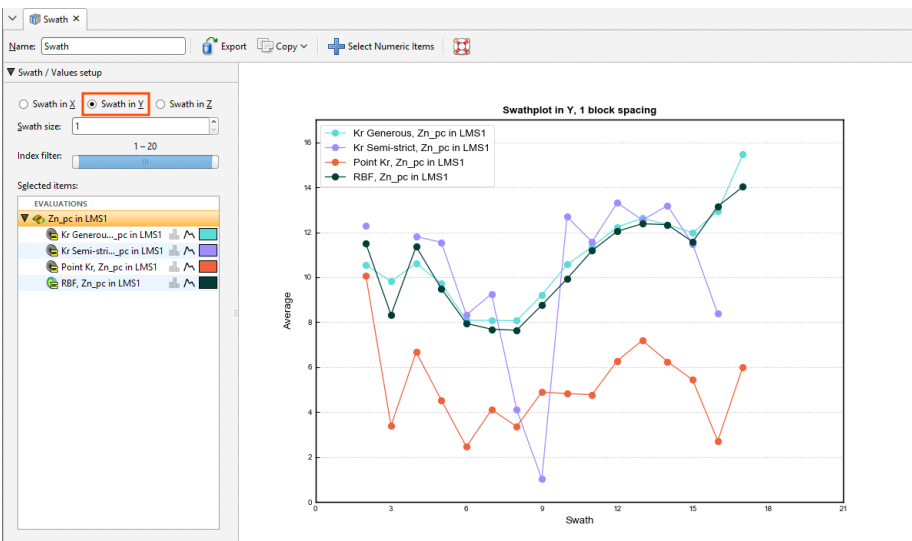 Swath ×
Name: Swath Export Copy Select Numeric Items
Swath / Values setup
Swath in X Swath in Y Swath in Z
Swath size: 1
1 – 20
Index filter:
Selected items:
EVALUATIONS
Zn_pc in LMS1
Kr Generou..._pc in LMS1
Kr Semi-stri..._pc in LMS1
Point Kr, Zn_pc in LMS1
RBF, Zn_pc in LMS1
Swathplot in Y, 1 block spacing
Kr Generous, Zn_pc in LMS1
Kr Semi-strict, Zn_pc in LMS1
Point Kr, Zn_pc in LMS1
RBF, Zn_pc in LMS1
16
14
12
10
8
6
4
2
0
Average
0 3 6 9 12 15 18 21
Swath